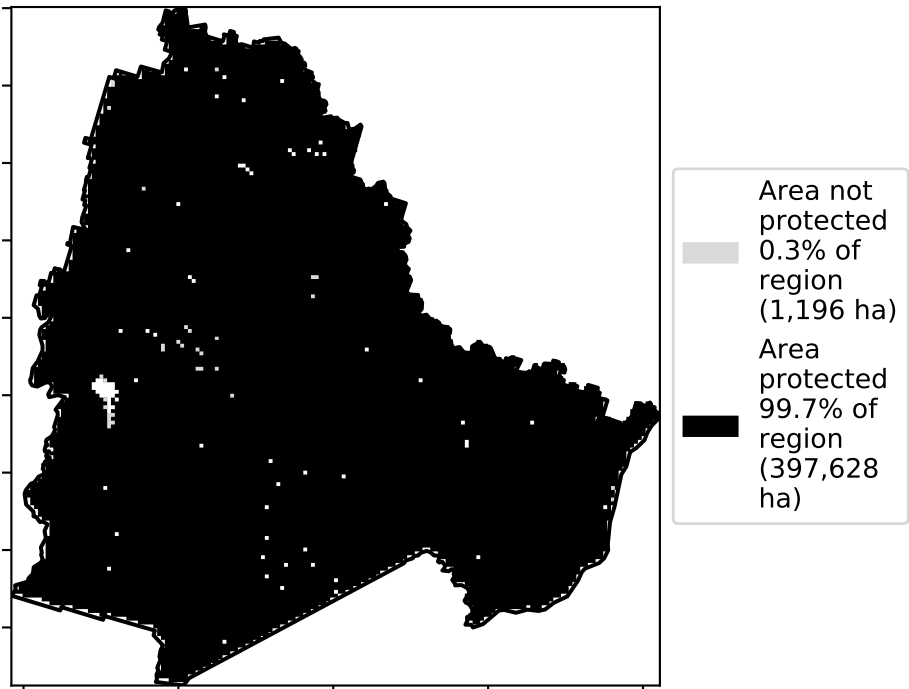 Area not
protected
0.3% of
region
(1,196 ha)
Area
protected
99.7% of
region
(397,628
ha)